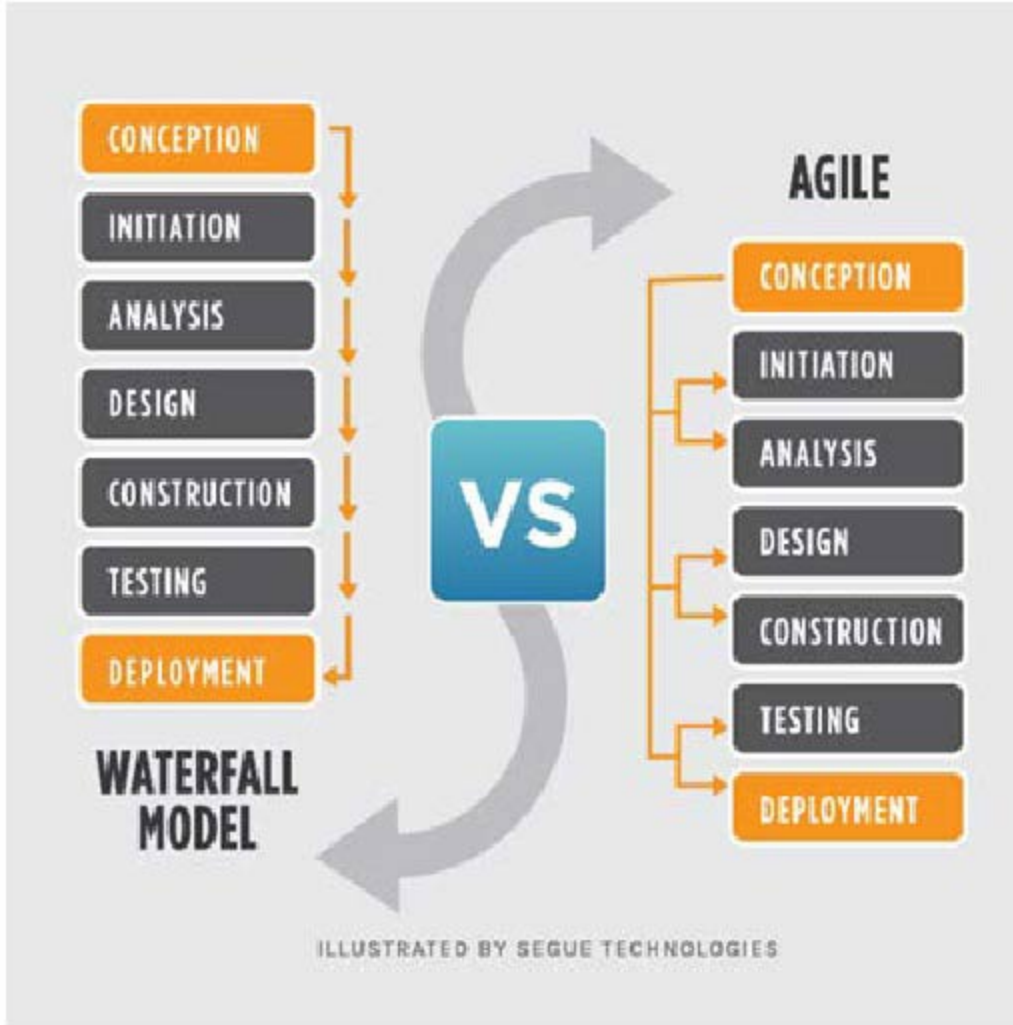 CONCEPTION
INITIATION
ANALYSIS
DESIGN
CONSTRUCTION
TESTING
DEPLOYMENT
WATERFALL
MODEL
VS
AGILE
CONCEPTION
INITIATION
ANALYSIS
DESIGN
CONSTRUCTION
TESTING
DEPLOYMENT
ILLUSTRATED BY SEGUE TECHNOLOGIES